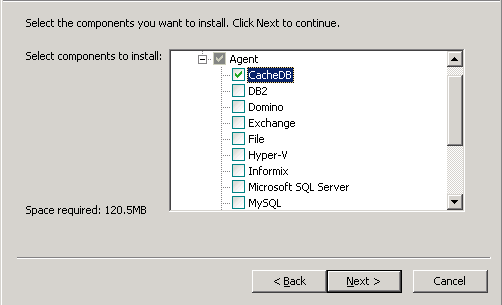 Select the components you want to install. Click Next to continue.
Select components to install:
Agent
CacheDB
DB2
Domino
Exchange
File
Hyper-V
Informix
Microsoft SQL Server
MySQL
Space required: 120.5MB
< Back
Next >
Cancel